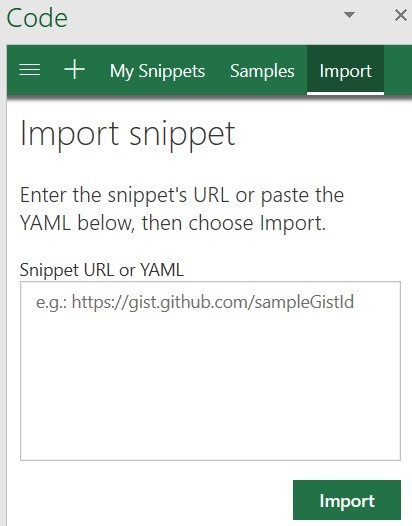 Code
My Snippets Samples Import
Import snippet
Enter the snippet's URL or paste the
YAML below, then choose Import.
Snippet URL or YAML
e.g.: https://gist.github.com/sampleGistId
Import